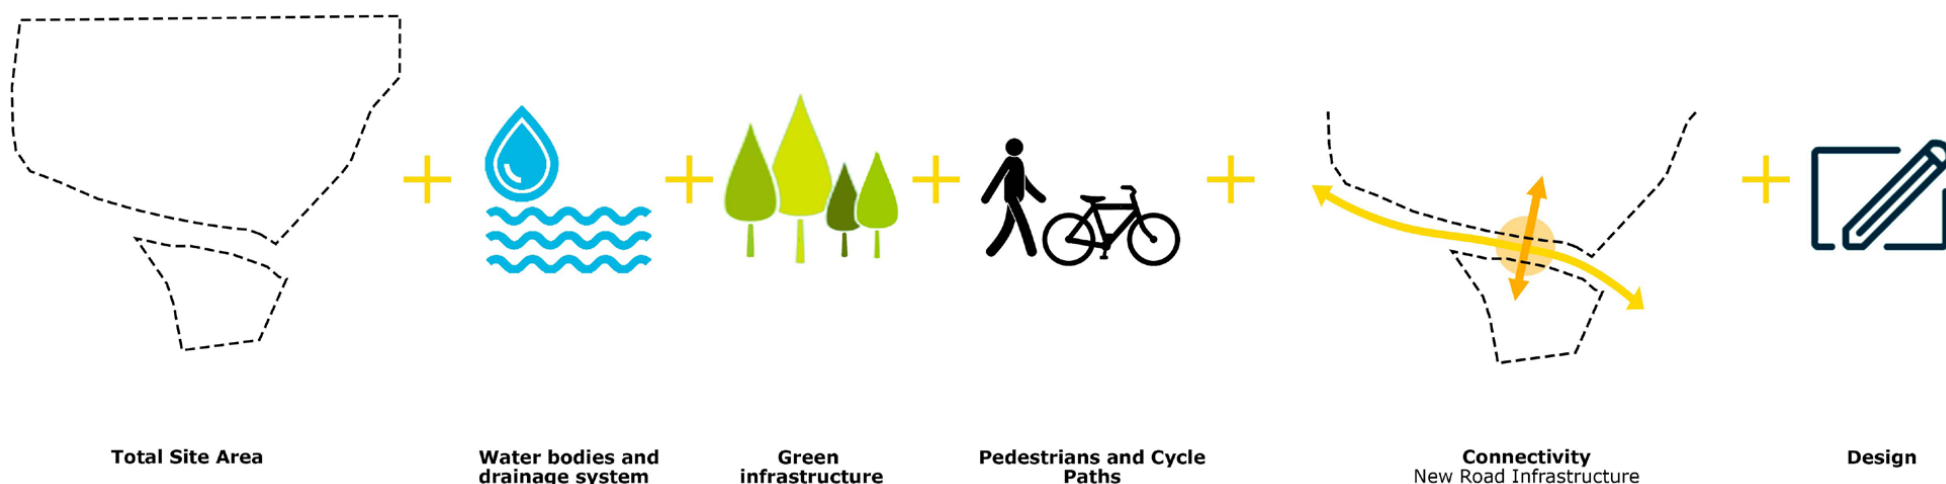 Total Site Area
Water bodies and
drainage system
Green
infrastructure
Pedestrians and Cycle
Paths
Connectivity
New Road Infrastructure
Design